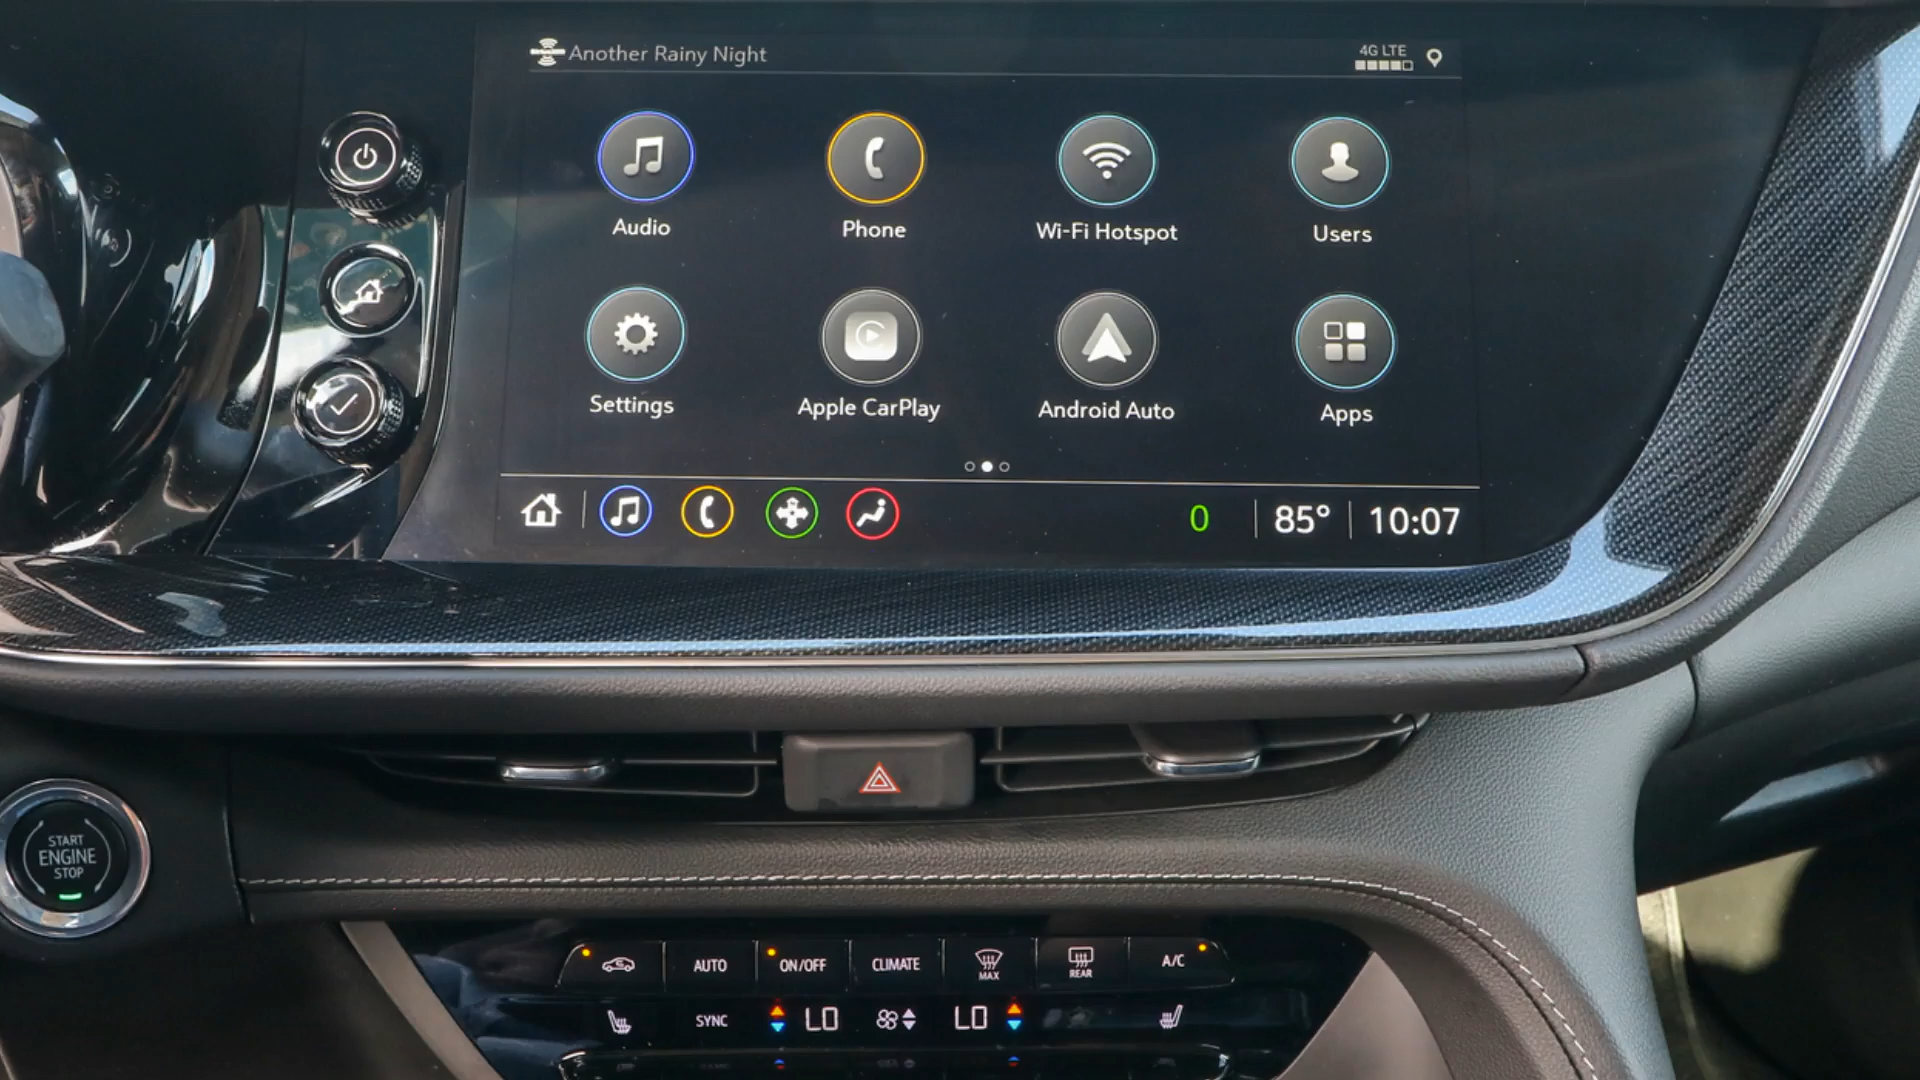 Another Rainy Night
4G LTE
Audio
Phone
Wi-Fi Hotspot
Users
Settings
Apple CarPlay
Android Auto
Apps
0
85°
10:07
START
ENGINE
STOP
AUTO
ON/OFF
CLIMATE
MAX
REAR
A/C
SYNC
LO
LO